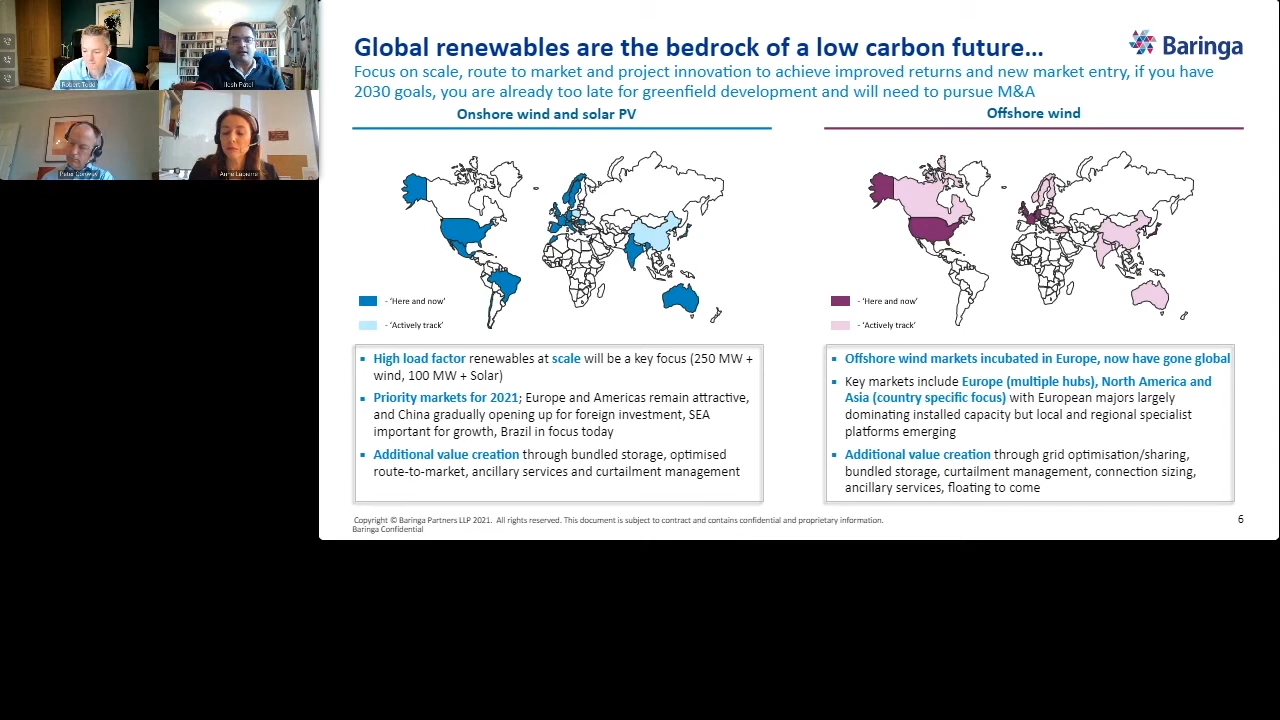 Robert Todd
Ilesh Patel
Peter Conway
Anne Lapierre
Global renewables are the bedrock of a low carbon future...
Baringa
Focus on scale, route to market and project innovation to achieve improved returns and new market entry, if you have
2030 goals, you are already too late for greenfield development and will need to pursue M&A
Onshore wind and solar PV
- 'Here and now'
- 'Actively track'
▪ High load factor renewables at scale will be a key focus (250 MW +
wind, 100 MW + Solar)
▪ Priority markets for 2021; Europe and Americas remain attractive,
and China gradually opening up for foreign investment, SEA
important for growth, Brazil in focus today
▪ Additional value creation through bundled storage, optimised
route-to-market, ancillary services and curtailment management
Offshore wind
- 'Here and now'
- 'Actively track'
▪ Offshore wind markets incubated in Europe, now have gone global
▪ Key markets include Europe (multiple hubs), North America and
Asia (country specific focus) with European majors largely
dominating installed capacity but local and regional specialist
platforms emerging
▪ Additional value creation through grid optimisation/sharing,
bundled storage, curtailment management, connection sizing,
ancillary services, floating to come
Copyright © Baringa Partners LLP 2021. All rights reserved. This document is subject to contract and contains confidential and proprietary information.
Baringa Confidential
6